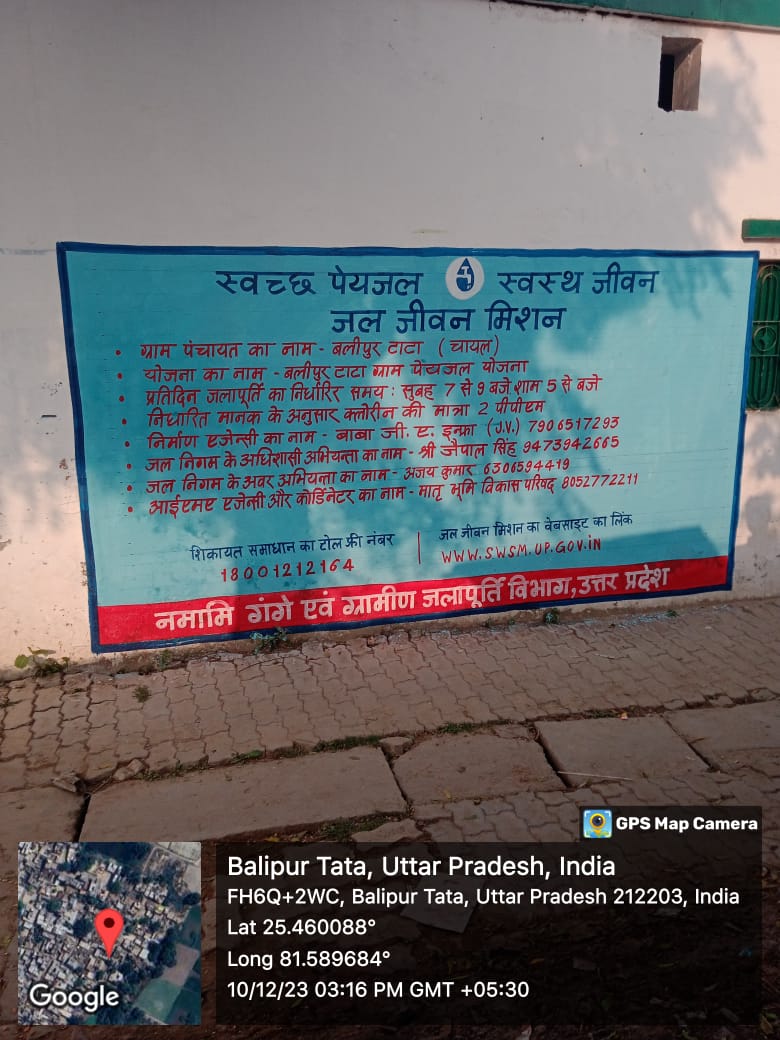 स्वच्छ पेयजल स्वस्थ जीवन
जल जीवन मिशन
• ग्राम पंचायत का नाम - बलीपुर टाटा (चायल)
• योजना का नाम - बलीपुर टाटा ग्राम पेयजल योजना
• प्रतिदिन जलापूर्ति का निर्धारित समय : सुबह 7 से 9 बजे शाम 5 से बजे
• निर्धारित मानक के अनुसार क्लोरीन की मात्रा 2 पीपीएम
• निर्माण एजेन्सी का नाम - बाबा जी. ए. इन्फ्रा (J.V.) 7906517293
• जल निगम के अधिशासी अभियन्ता का नाम - श्री जैपाल सिंह 9473942665
• जल निगम के अवर अभियन्ता का नाम - अजय कुमार 6306594419
• आईएमए एजेन्सी और कोर्डिनेटर का नाम - मातृ भूमि विकास परिषद 8052772211
शिकायत समाधान का टोल फ्री नंबर
18001212164
जल जीवन मिशन का वेबसाइट का लिंक
WWW.SWSM.UP.GOV.iN
नमामि गंगे एवं ग्रामीण जलापूर्ति विभाग, उत्तर प्रदेश
GPS Map Camera
Balipur Tata, Uttar Pradesh, India
FH6Q+2WC, Balipur Tata, Uttar Pradesh 212203, India
Lat 25.460088°
Long 81.589684°
10/12/23 03:16 PM GMT +05:30
Google